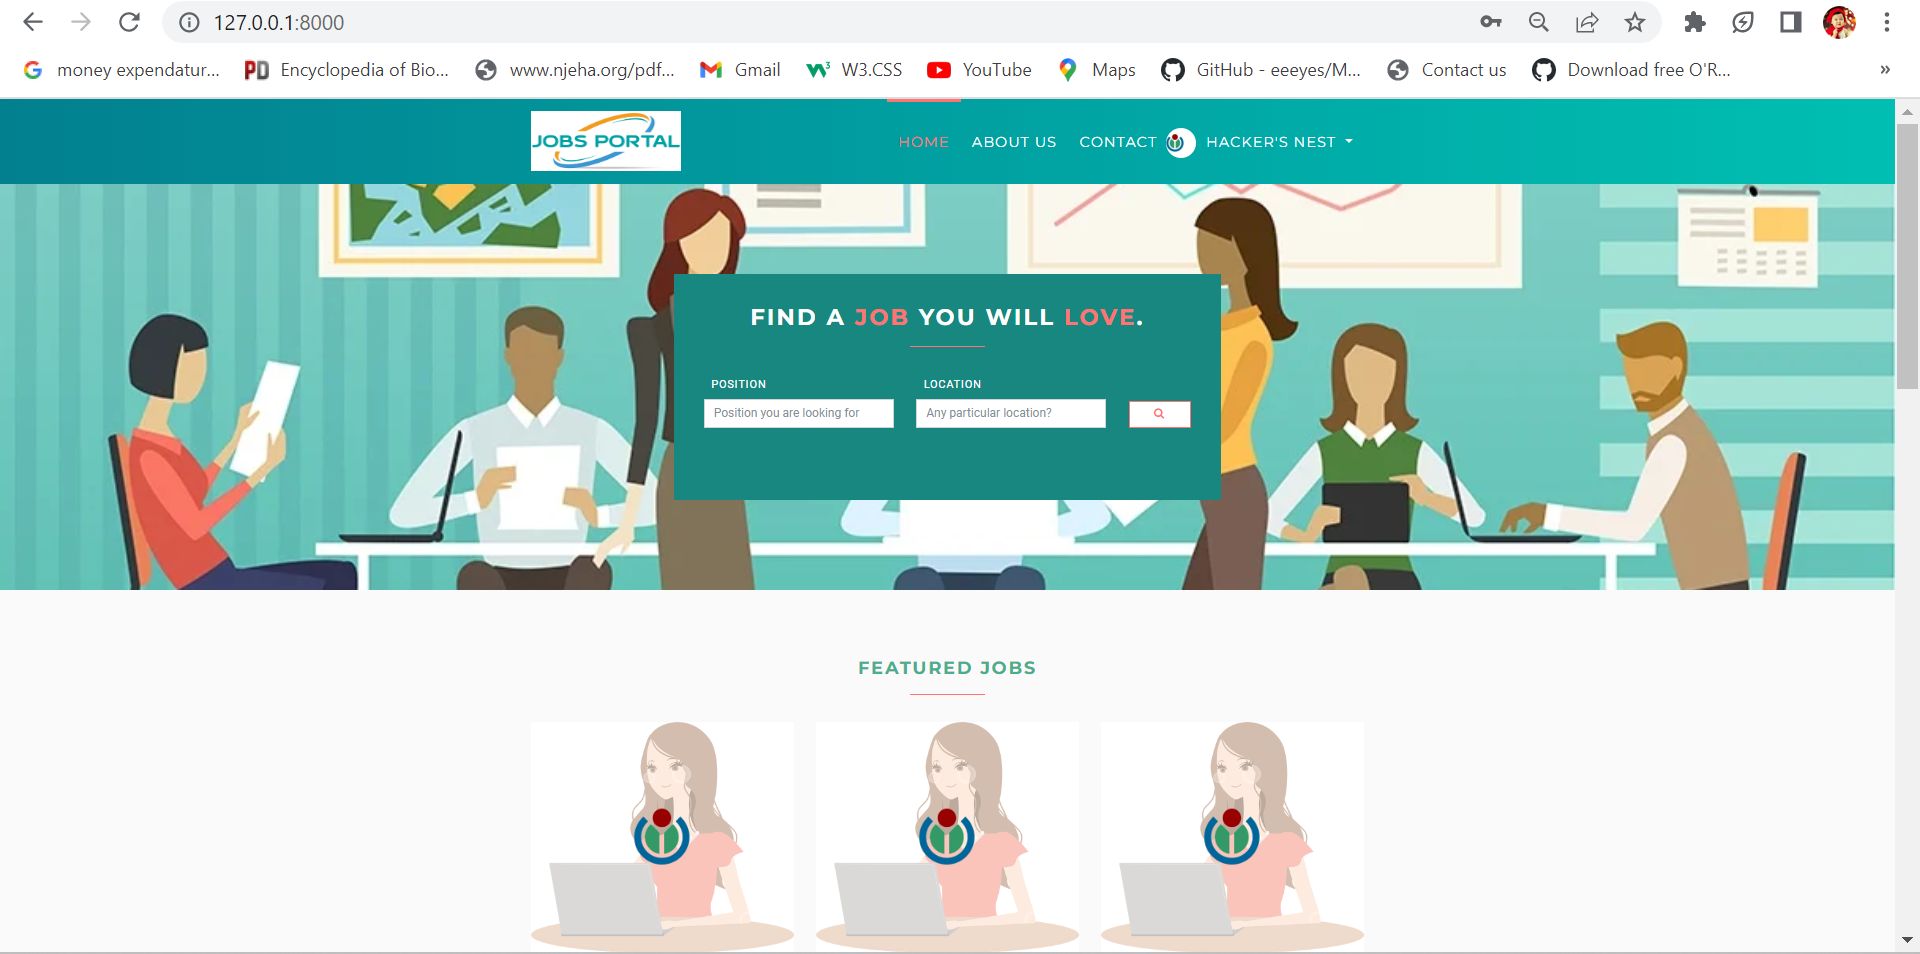 127.0.0.1:8000
money expendatur... Encyclopedia of Bio... www.njeha.org/pdf... Gmail W3.CSS YouTube Maps GitHub - eeeyes/M... Contact us Download free O'R... »
JOBS PORTAL HOME ABOUT US CONTACT HACKER'S NEST
FIND A JOB YOU WILL LOVE.
POSITION LOCATION
Position you are looking for Any particular location?
FEATURED JOBS